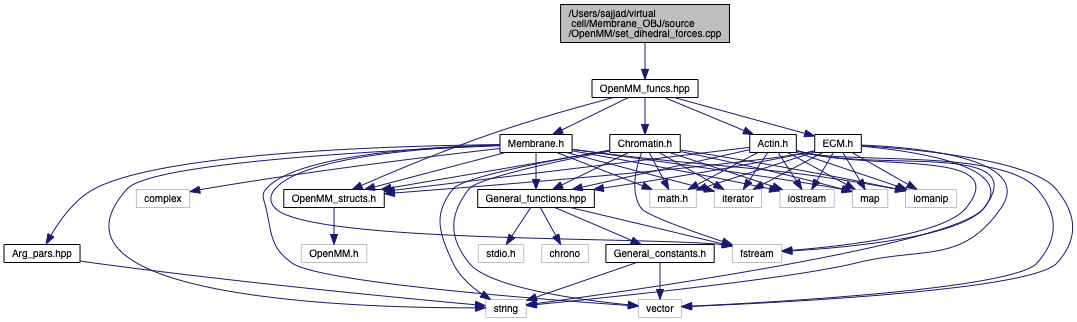 /Users/sajjad/virtual
cell/Membrane_OBJ/source
/OpenMM/set_dihedral_forces.cpp
OpenMM_funcs.hpp
Membrane.h
Chromatin.h
Actin.h
ECM.h
complex
OpenMM_structs.h
General_functions.hpp
math.h
iterator
iostream
map
iomanip
Arg_pars.hpp
OpenMM.h
stdio.h
chrono
General_constants.h
fstream
string
vector